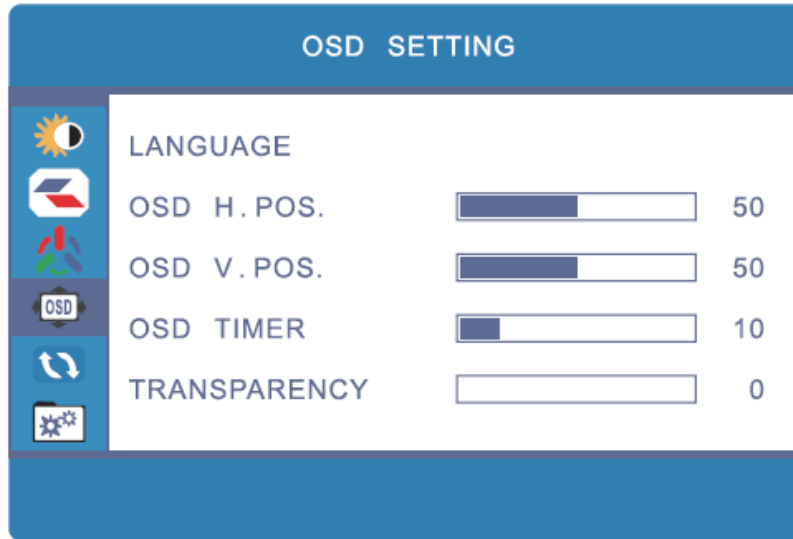 OSD SETTING
LANGUAGE
OSD H.POS. 50
OSD V.POS. 50
OSD
OSD TIMER 10
TRANSPARENCY 0